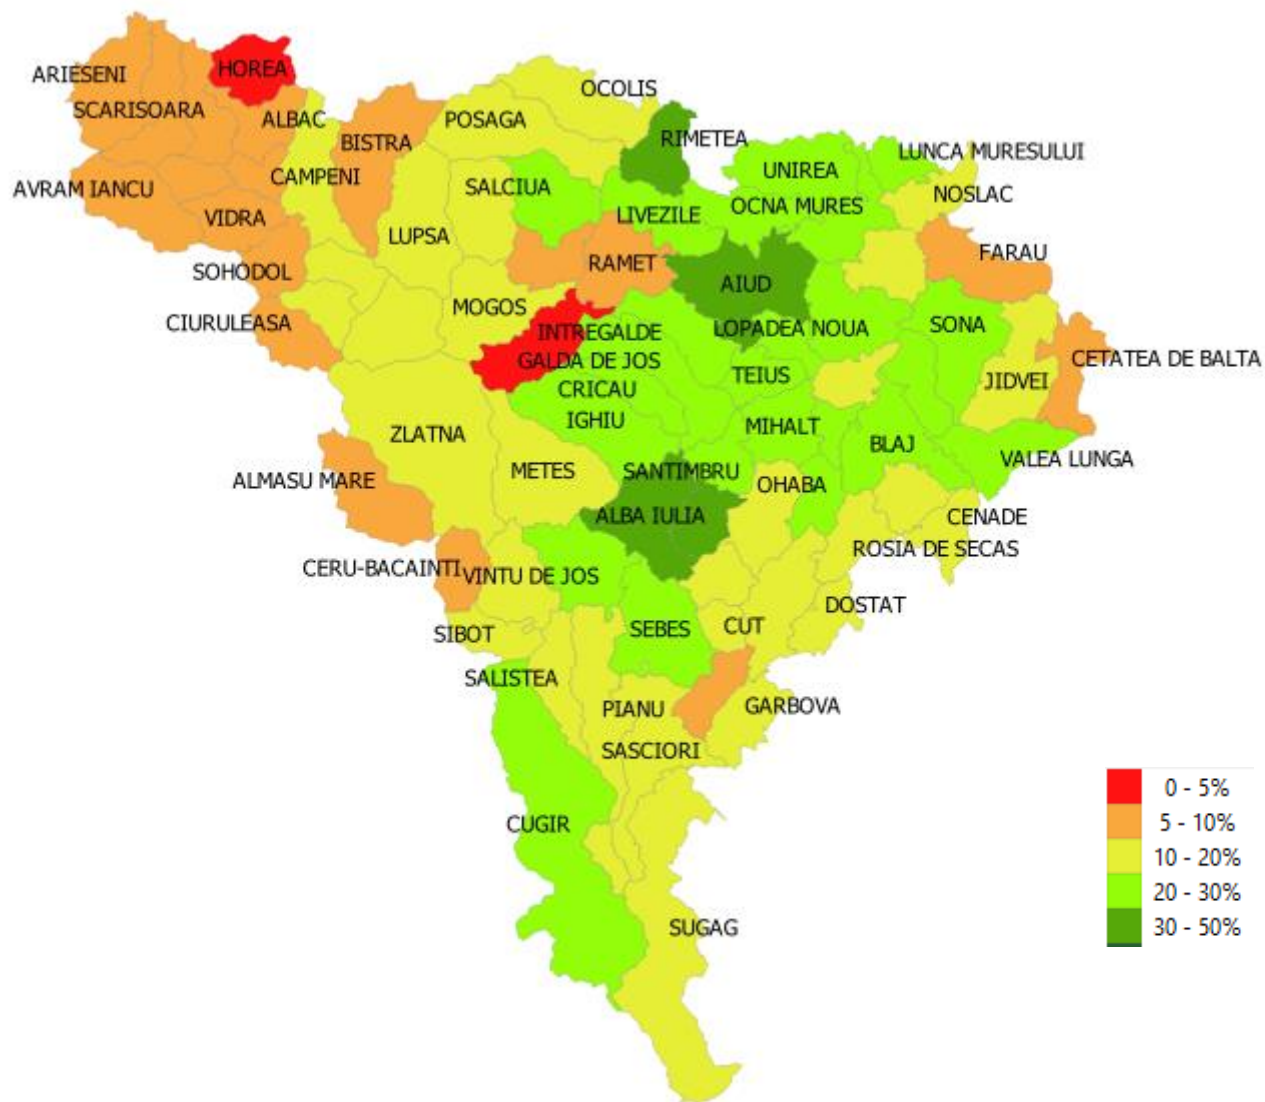 HOREA
ARIESENI
OCOLIS
SCARISOARA
ALBAC
POSAGA
BISTRA
RIMETEA
LUNCA MURESULUI
UNIREA
CAMPENI
SALCIUA
AVRAM IANCU
NOSLAC
OCNA MURES
LIVEZILE
VIDRA
LUPSA
FARAU
RAMET
SOHODOL
AIUD
MOGOS
CIURULEASA
INTREGALDE
LOPADEA NOUA
SONA
GALDA DE JOS
CETATEA DE BALTA
TEIUS
JIDVEI
CRICAU
IGHIU
MIHALT
ZLATNA
BLAJ
VALEA LUNGA
METES
SANTIMBRU
ALMASU MARE
OHABA
ALBA IULIA
CENADE
ROSIA DE SECAS
CERU-BACAINTI
VINTU DE JOS
DOSTAT
SIBOT
SEBES
CUT
SALISTEA
PIANU
GARBOVA
SASCIORI
CUGIR
SUGAG
0 - 5%
5 - 10%
10 - 20%
20 - 30%
30 - 50%